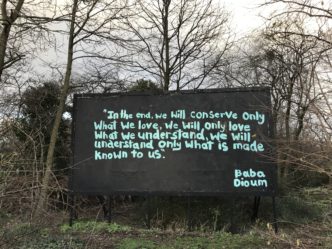 "In the end, we will conserve only
what we love, we will only love
what we understand, we will
understand only what is made
known to us."
Baba
Dioum